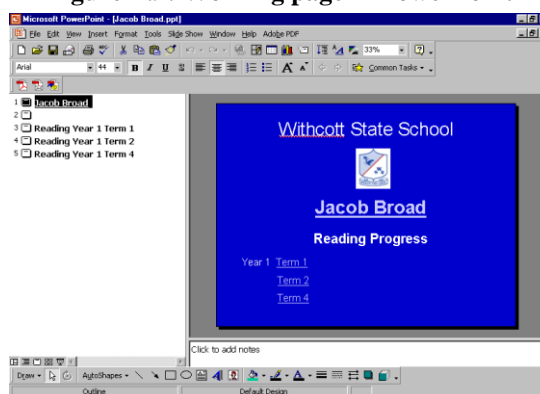 Microsoft PowerPoint - [Jacob Broad.ppt]
File Edit View Insert Format Tools Slide Show Window Help Adobe PDF
33%
Arial 44 B I U S A A Common Tasks
1 Jacob Broad
2
3 Reading Year 1 Term 1
4 Reading Year 1 Term 2
5 Reading Year 1 Term 4
Withcott State School
Jacob Broad
Reading Progress
Year 1 Term 1
Term 2
Term 4
Click to add notes
Draw AutoShapes
Outline Default Design